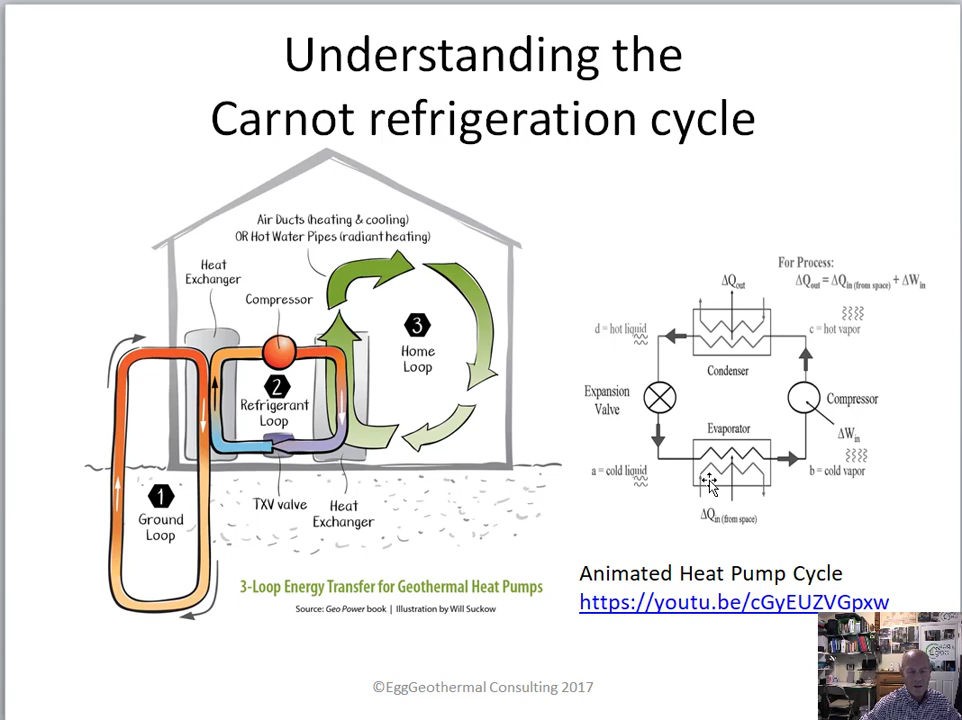 Understanding the
Carnot refrigeration cycle
Air Ducts (heating & cooling)
OR Hot Water Pipes (radiant heating)
Heat
Exchanger
Compressor
3
Home
Loop
2
Refrigerant
Loop
1
Ground
Loop
TXV valve
Heat
Exchanger
3-Loop Energy Transfer for Geothermal Heat Pumps
Source: Geo Power book | Illustration by Will Suckow
For Process:
ΔQout = ΔQin (from space) + ΔWin
ΔQout
d = hot liquid
c = hot vapor
Condenser
Expansion
Valve
Compressor
Evaporator
ΔWin
a = cold liquid
b = cold vapor
ΔQin (from space)
Animated Heat Pump Cycle
https://youtu.be/cGyEUZVGpxw
©EggGeothermal Consulting 2017